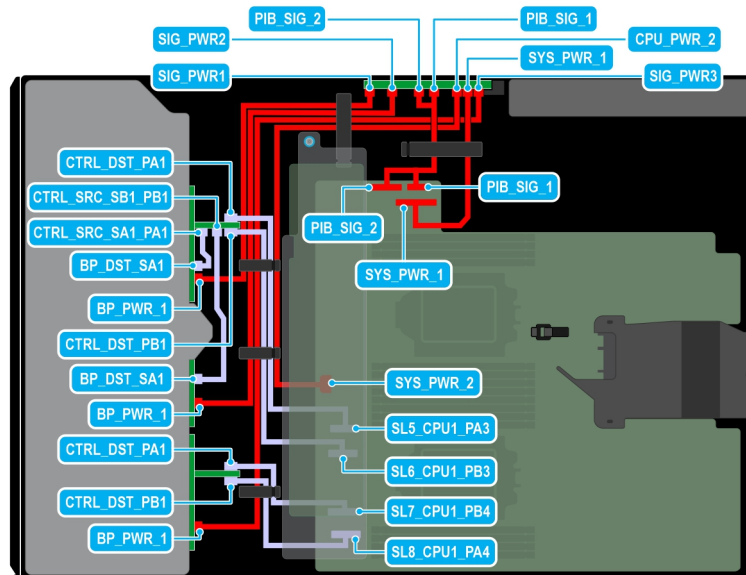 PIB_SIG_2
PIB_SIG_1
SIG_PWR2
CPU_PWR_2
SYS_PWR_1
SIG_PWR1
SIG_PWR3
CTRL_DST_PA1
CTRL_SRC_SB1_PB1
PIB_SIG_1
CTRL_SRC_SA1_PA1
PIB_SIG_2
BP_DST_SA1
SYS_PWR_1
BP_PWR_1
CTRL_DST_PB1
BP_DST_SA1
SYS_PWR_2
BP_PWR_1
SL5_CPU1_PA3
CTRL_DST_PA1
SL6_CPU1_PB3
CTRL_DST_PB1
SL7_CPU1_PB4
BP_PWR_1
SL8_CPU1_PA4